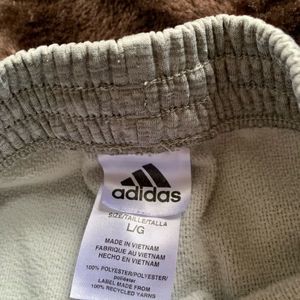 adidas
SIZE/TAILLE/TALLA
L/G
MADE IN VIETNAM
FABRIQUE AU VIETNAM
HECHO EN VIETNAM
100% POLYESTER/POLYESTER/
poliéster
LABEL MADE FROM
100% RECYCLED YARNS